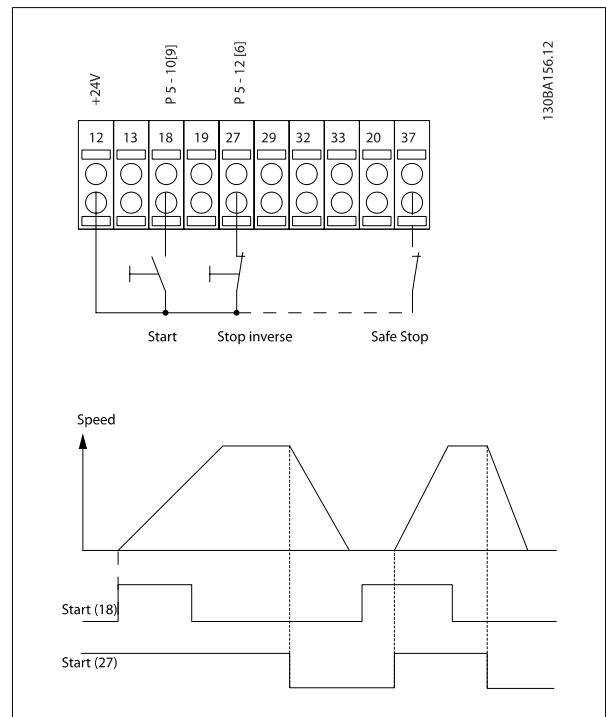 +24V
P 5 - 10[9]
P 5 - 12 [6]
130BA156.12
12 13 18 19 27 29 32 33 20 37
Start Stop inverse Safe Stop
Speed
Start (18)
Start (27)